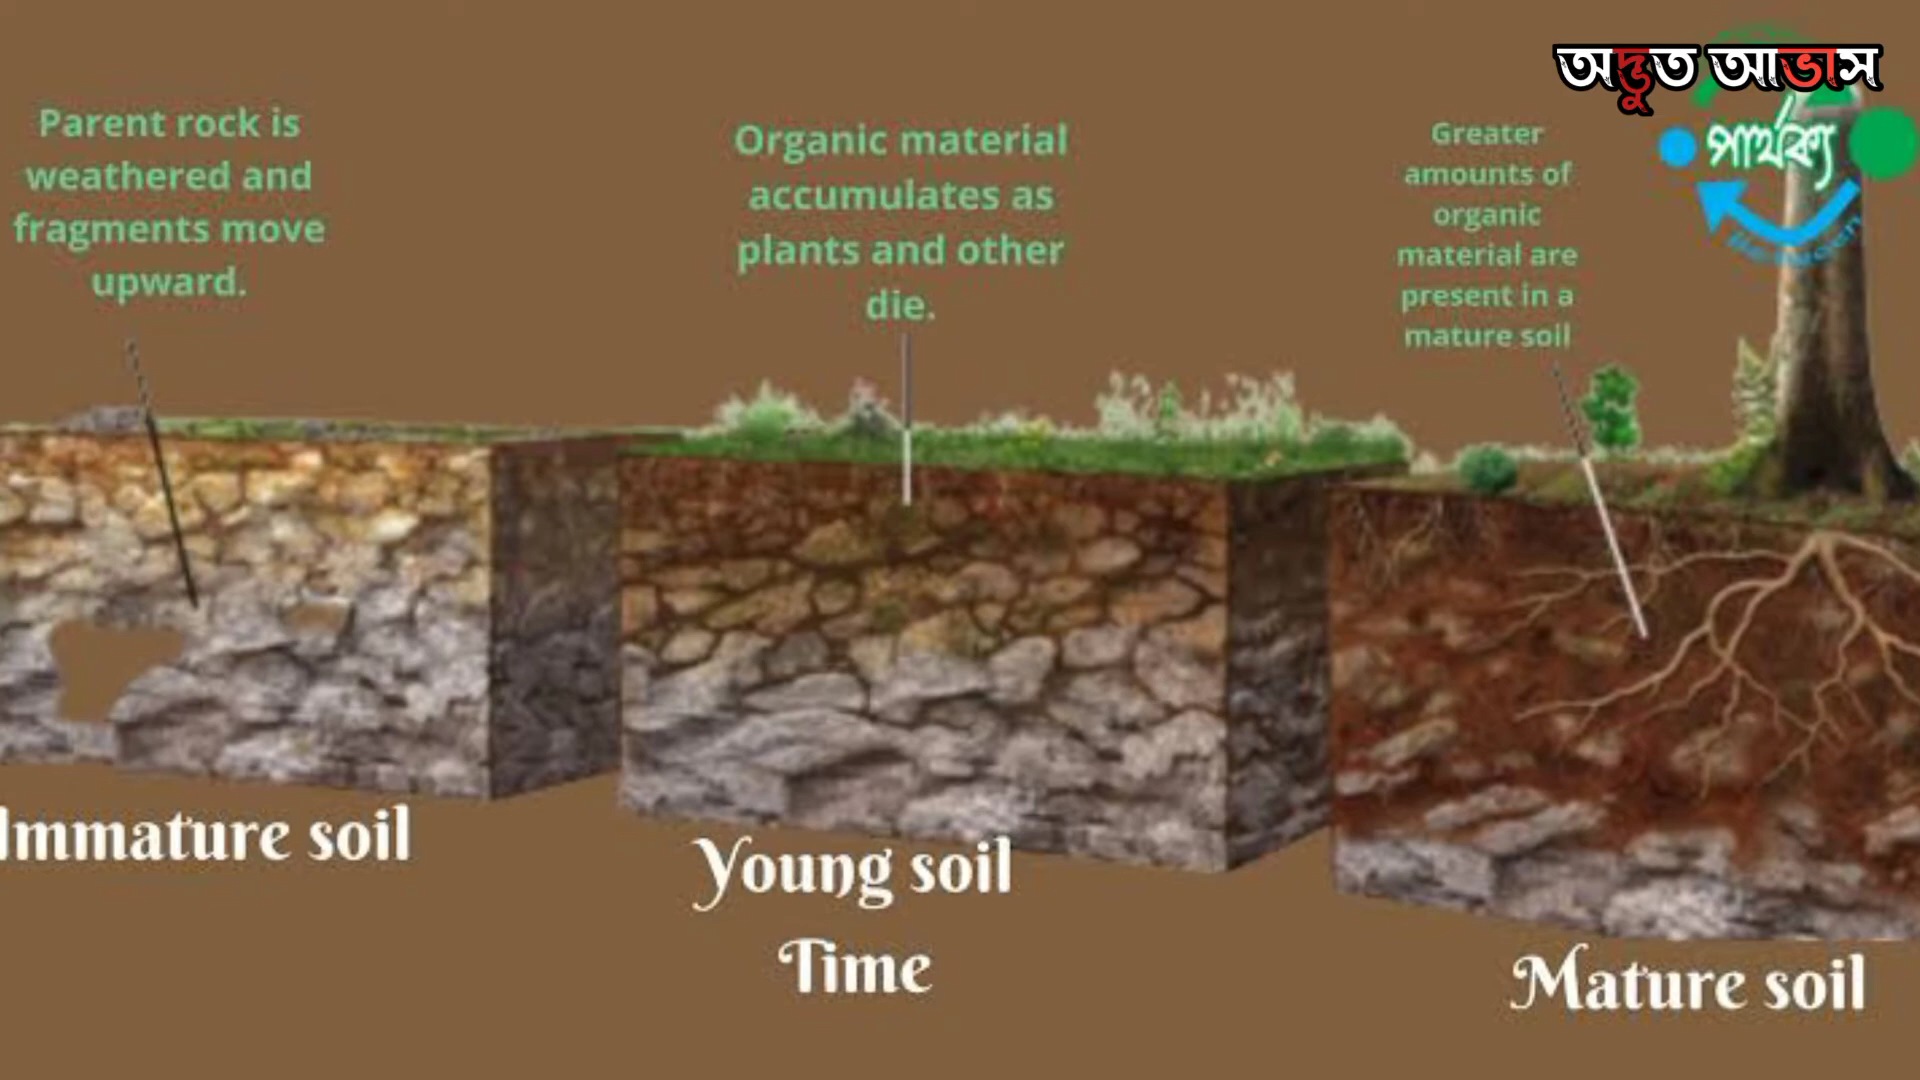 অদ্ভুত আভাস
পার্থক্য
Between
Parent rock is
weathered and
fragments move
upward.
Organic material
accumulates as
plants and other
die.
Greater
amounts of
organic
material are
present in a
mature soil
Immature soil
Young soil
Time
Mature soil